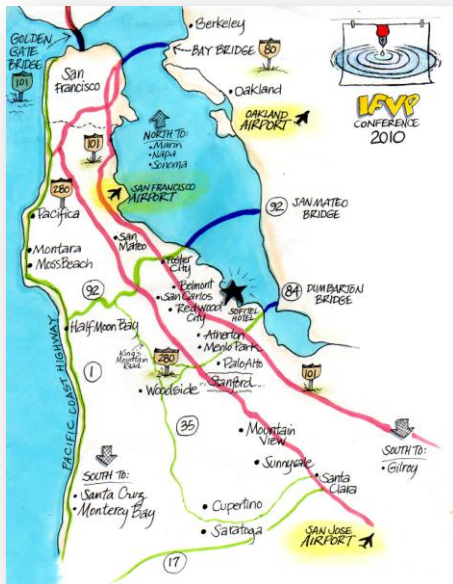 Berkeley
GOLDEN
GATE
BRIDGE
101
BAY BRIDGE
80
San
Francisco
Oakland
OAKLAND
AIRPORT
IFVP
CONFERENCE
2010
101
NORTH TO:
• Marin
• Napa
• Sonoma
280
SAN FRANCISCO
AIRPORT
• Pacifica
92
SAN MATEO
BRIDGE
• San
Mateo
• Montara
• Moss Beach
• Foster
City
92
• Belmont
• San Carlos
• Redwood
City
84
DUMBARTON
BRIDGE
SOFITEL
HOTEL
• Half Moon Bay
• Atherton
• Menlo Park
King's
Mountain
Road
280
• Palo Alto
Stanford
101
1
PACIFIC COAST HIGHWAY
• Woodside
35
• Mountain
View
SOUTH TO:
• Gilroy
SOUTH TO:
• Santa Cruz
• Monterey Bay
• Sunnyvale
• Santa
Clara
• Cupertino
• Saratoga
SAN JOSE
AIRPORT
17